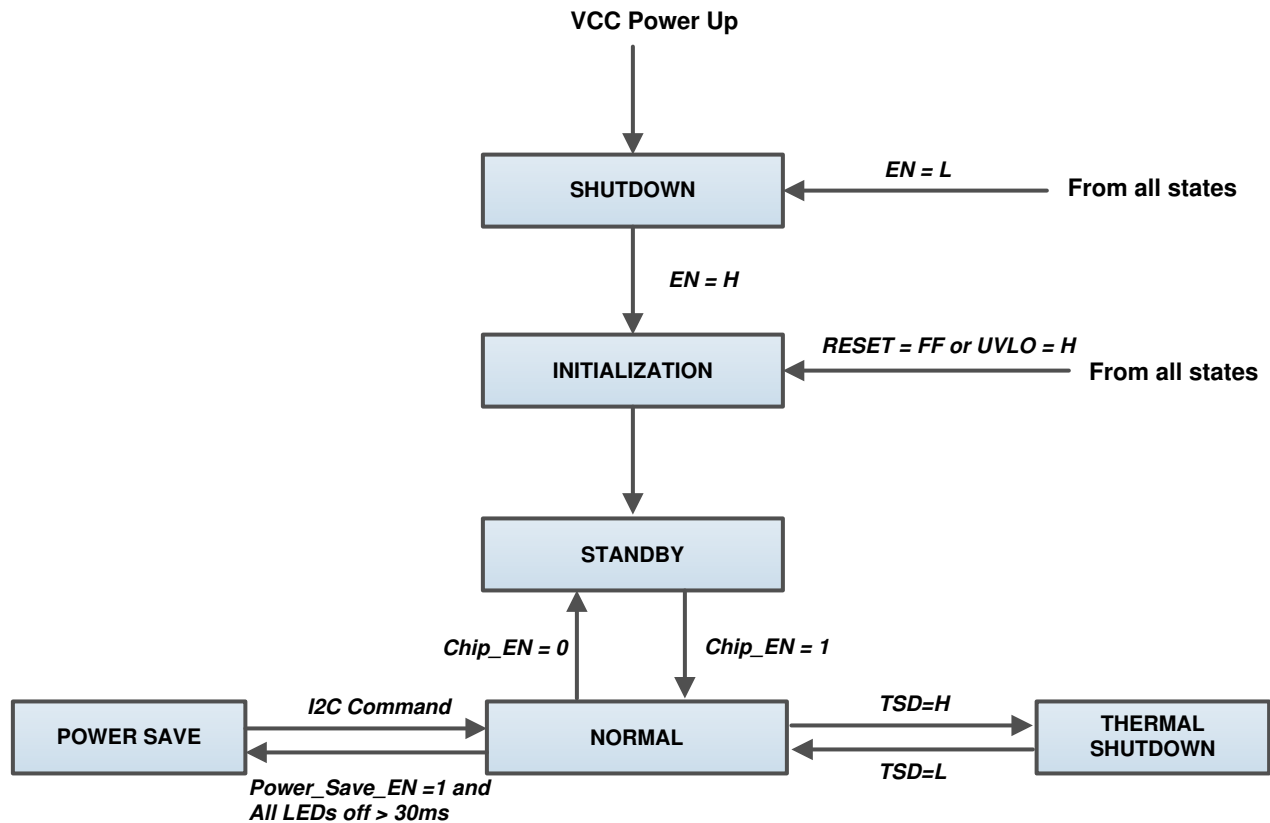 VCC Power Up
SHUTDOWN
EN = L
From all states
EN = H
RESET = FF or UVLO = H
INITIALIZATION
From all states
STANDBY
Chip_EN = 0
Chip_EN = 1
I2C Command
TSD=H
POWER SAVE
NORMAL
THERMAL
SHUTDOWN
TSD=L
Power_Save_EN =1 and
All LEDs off > 30ms